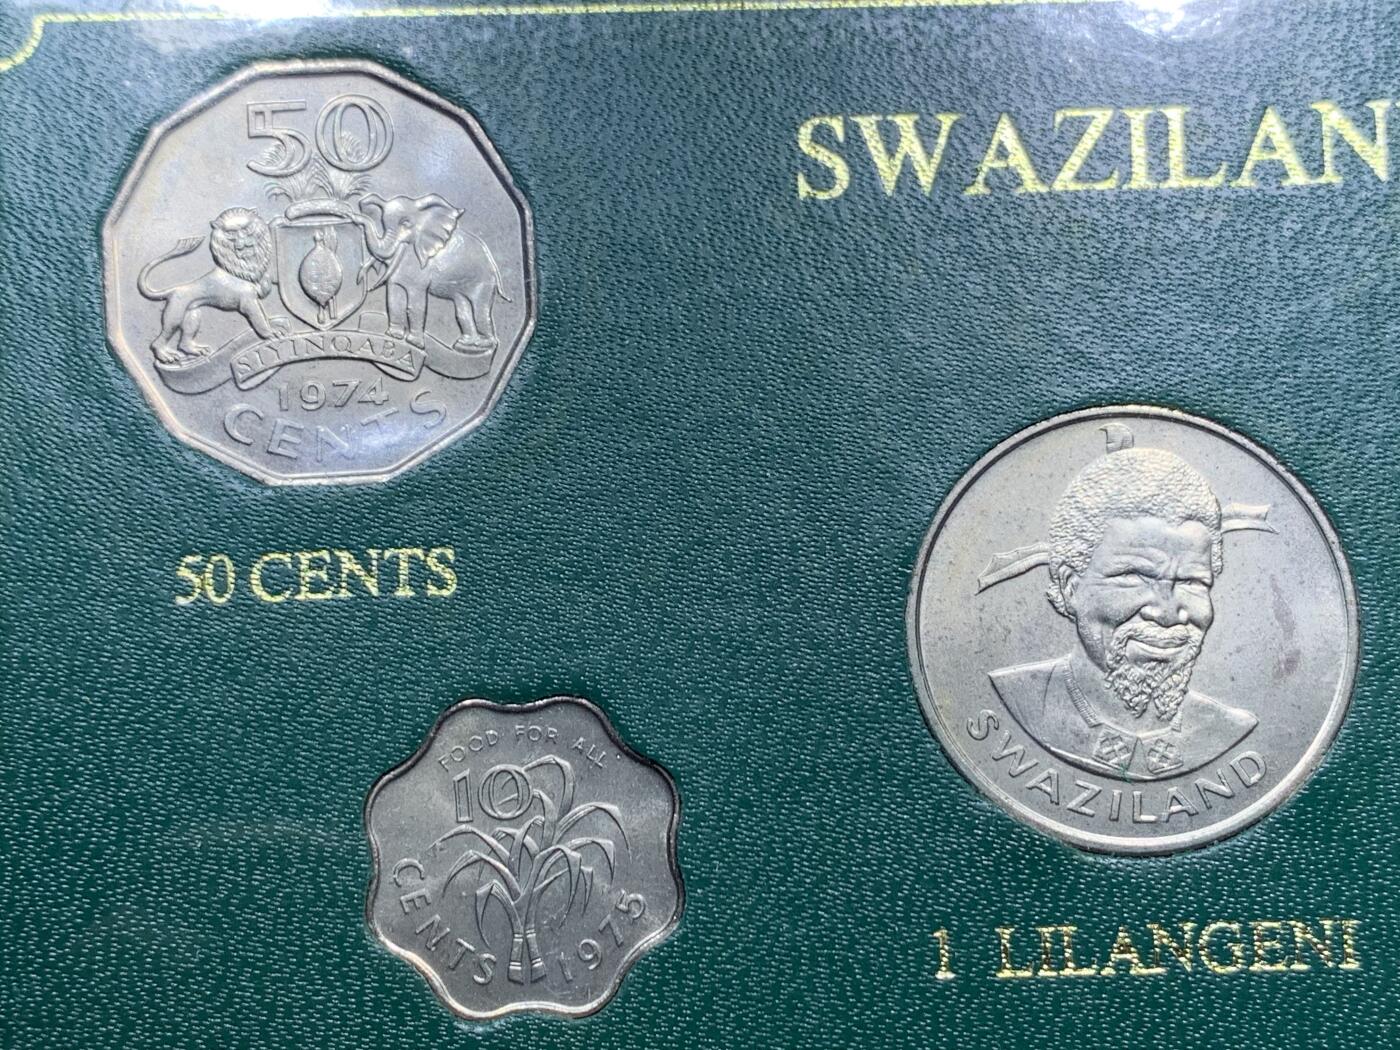 SWAZILAN
50
SIYINQABA
1974
CENTS
50 CENTS
SWAZILAND
1 LILANGENI
FOOD FOR ALL
10
CENTS 1975